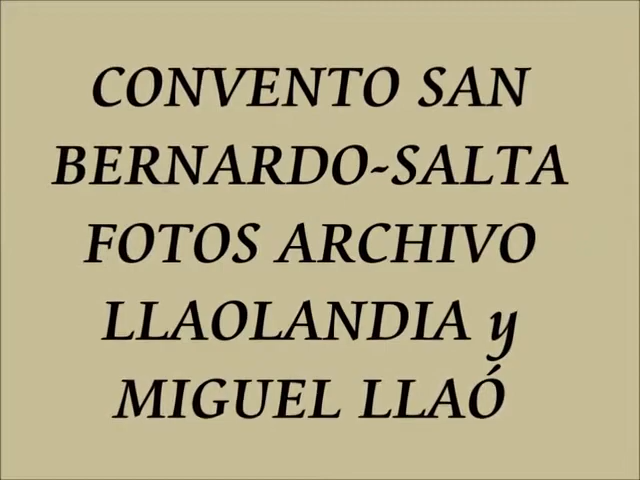 CONVENTO SAN
BERNARDO-SALTA
FOTOS ARCHIVO
LLAOLANDIA y
MIGUEL LLAÓ